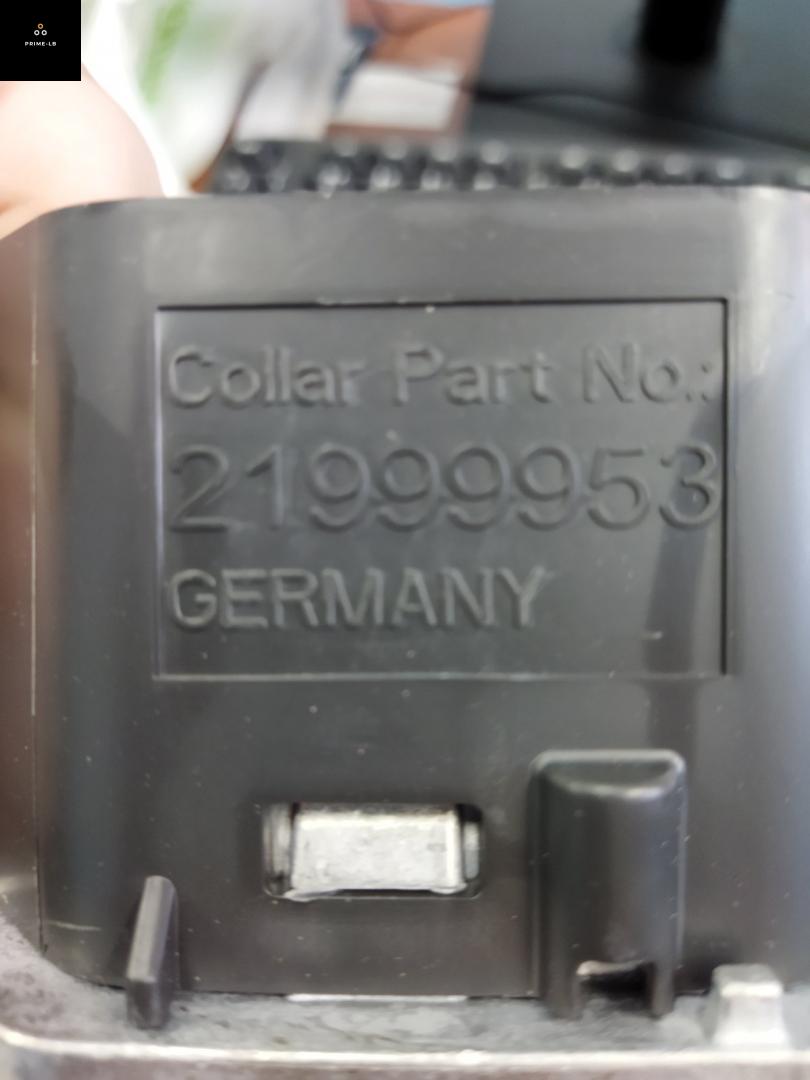 PRIME-LB
Collar Part No.:
21999953
GERMANY